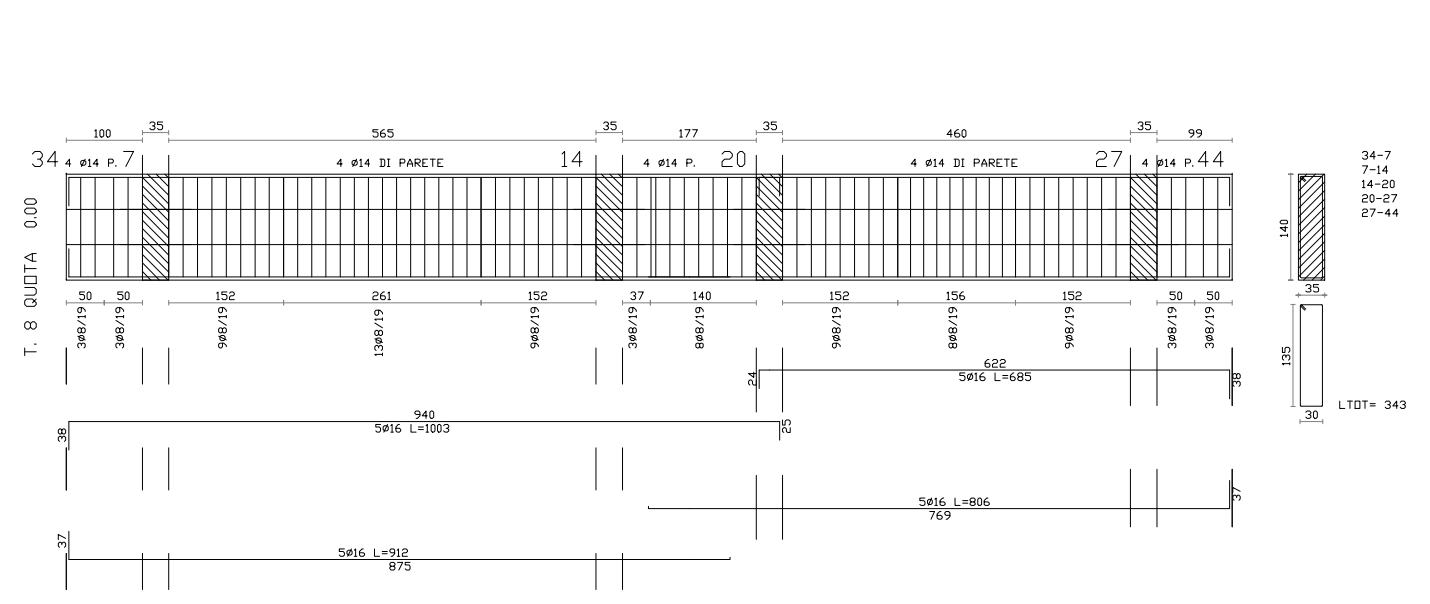 35 35 35 35
100 565 177 460 99
34 4 Ø14 P. 7 4 Ø14 DI PARETE 14 4 Ø14 P. 20 4 Ø14 DI PARETE 27 4 Ø14 P. 44
34-7
7-14
14-20
20-27
27-44
140
35
T. 8 QUOTA 0.00
50 50 152 261 152 37 140 152 156 152 50 50
3Ø8/19 3Ø8/19 9Ø8/19 13Ø8/19 9Ø8/19 3Ø8/19 8Ø8/19 9Ø8/19 8Ø8/19 9Ø8/19 3Ø8/19 3Ø8/19
135
30
LTOT= 343
622
24 5Ø16 L=685 38
940
38 5Ø16 L=1003 25
5Ø16 L=806 37
769
37 5Ø16 L=912
875